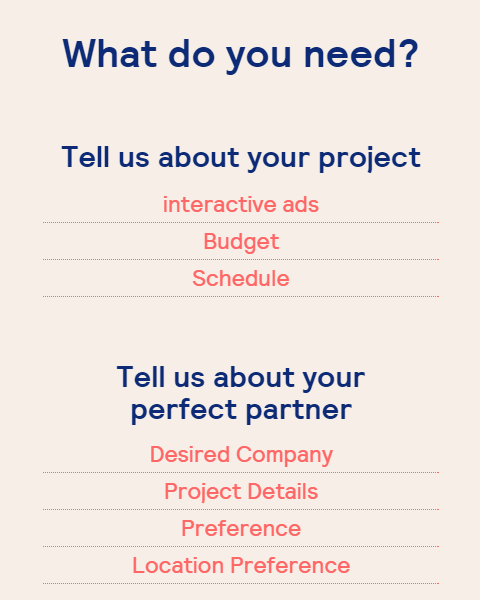 What do you need?
Tell us about your project
interactive ads
Budget
Schedule
Tell us about your
perfect partner
Desired Company
Project Details
Preference
Location Preference